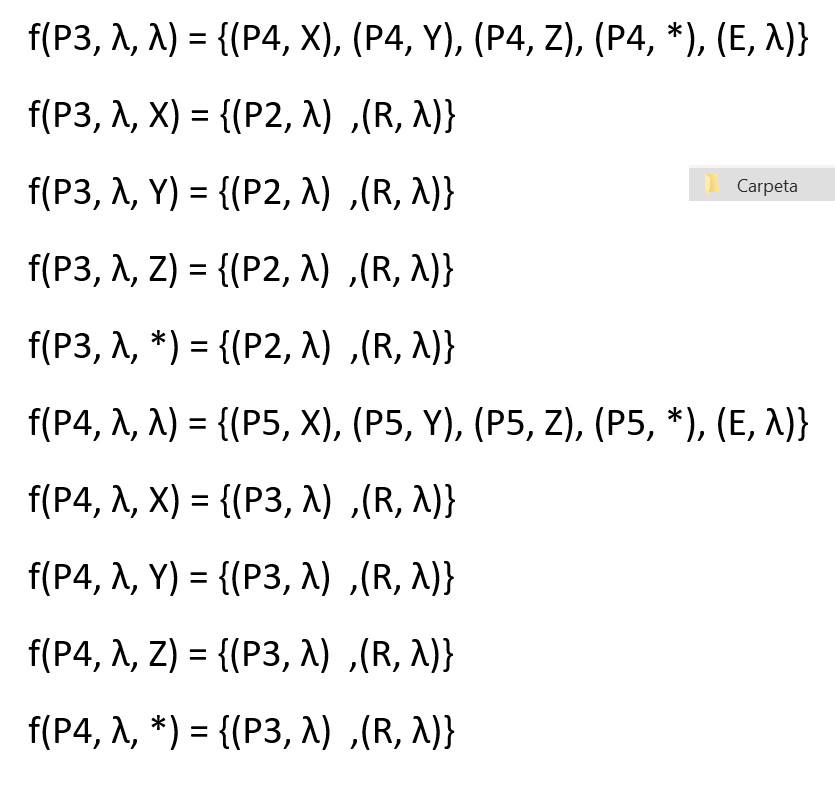 f(P3, λ, λ) = {(P4, X), (P4, Y), (P4, Z), (P4, *), (E, λ)}
f(P3, λ, X) = {(P2, λ)  ,(R, λ)}
f(P3, λ, Y) = {(P2, λ)  ,(R, λ)}
Carpeta
f(P3, λ, Z) = {(P2, λ)  ,(R, λ)}
f(P3, λ, *) = {(P2, λ)  ,(R, λ)}
f(P4, λ, λ) = {(P5, X), (P5, Y), (P5, Z), (P5, *), (E, λ)}
f(P4, λ, X) = {(P3, λ)  ,(R, λ)}
f(P4, λ, Y) = {(P3, λ)  ,(R, λ)}
f(P4, λ, Z) = {(P3, λ)  ,(R, λ)}
f(P4, λ, *) = {(P3, λ)  ,(R, λ)}